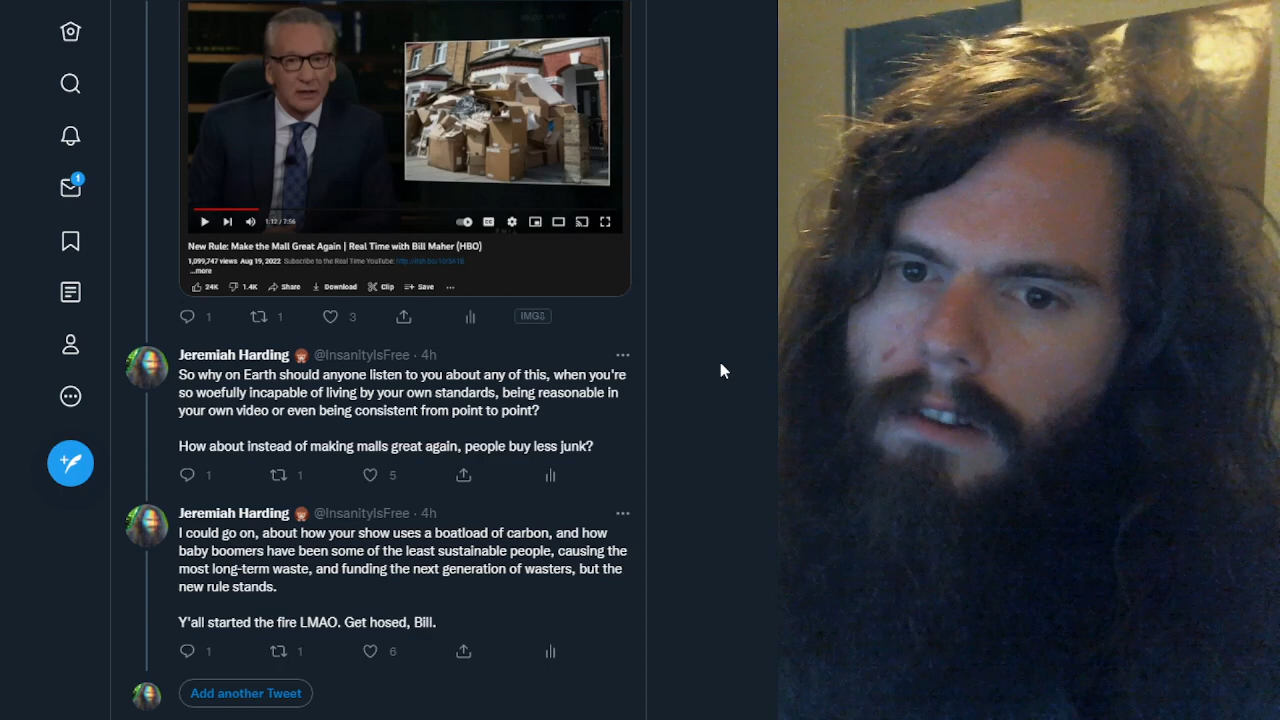 1:12 / 7:56
New Rule: Make the Mall Great Again | Real Time with Bill Maher (HBO)
1,099,747 views Aug 19, 2022 Subscribe to the Real Time YouTube:
...more
24K 1.4K Share Download Clip Save
1 1 3 IMG
1
Jeremiah Harding @InsanityIsFree · 4h
So why on Earth should anyone listen to you about any of this, when you're
so woefully incapable of living by your own standards, being reasonable in
your own video or even being consistent from point to point?
How about instead of making malls great again, people buy less junk?
1 1 5
Jeremiah Harding @InsanityIsFree · 4h
I could go on, about how your show uses a boatload of carbon, and how
baby boomers have been some of the least sustainable people, causing the
most long-term waste, and funding the next generation of wasters, but the
new rule stands.
Y'all started the fire LMAO. Get hosed, Bill.
1 1 6
Add another Tweet